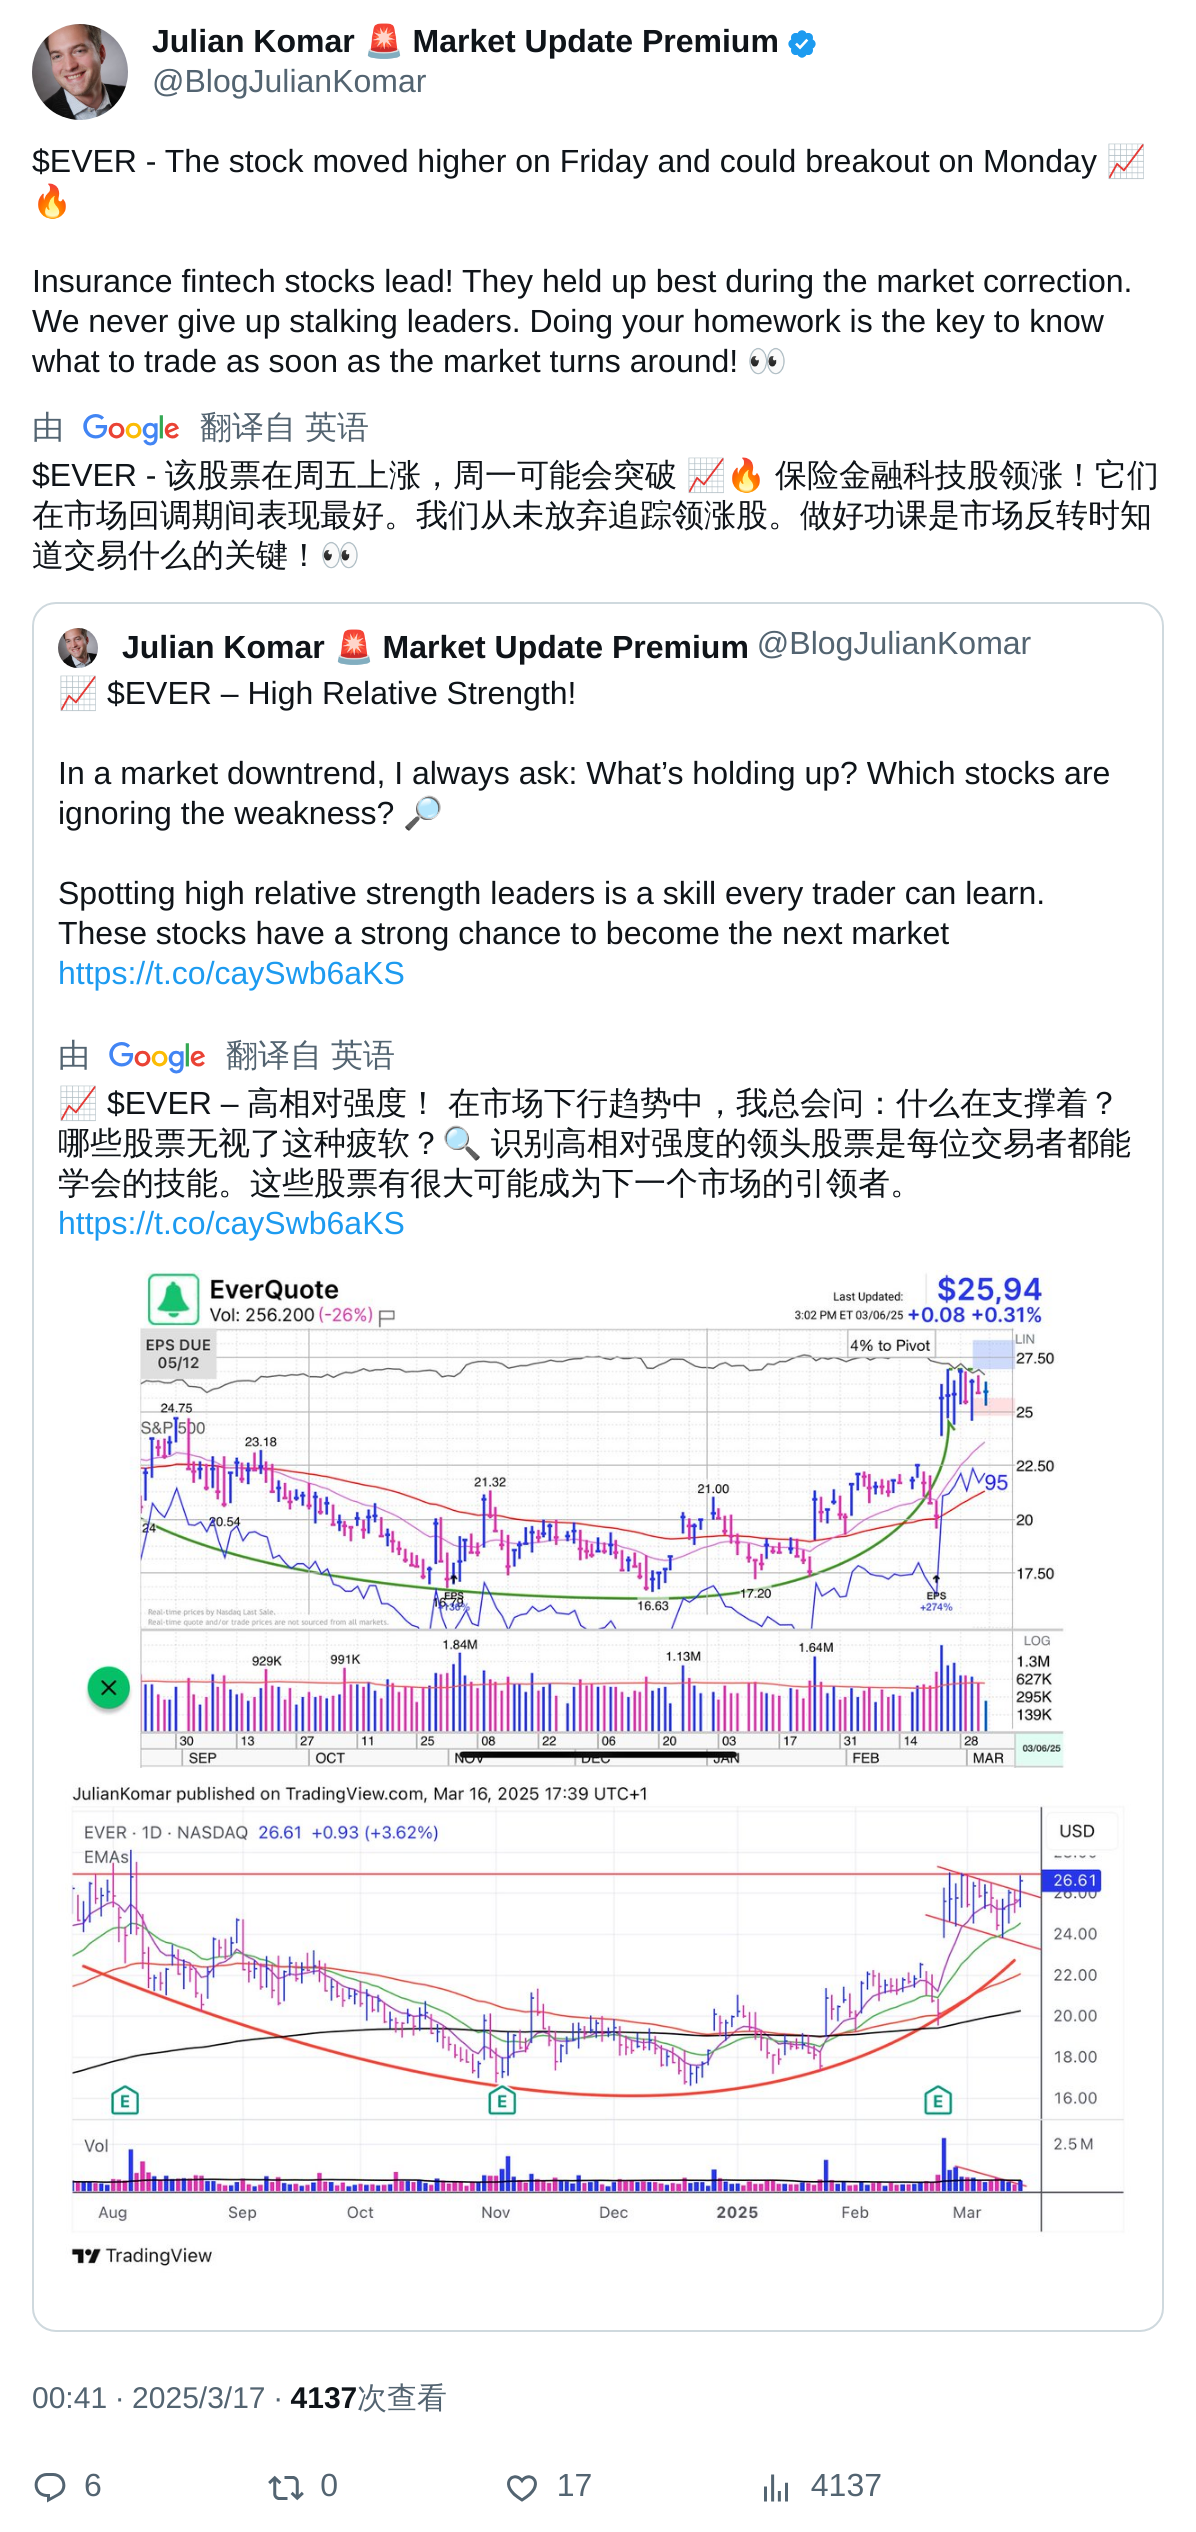 Julian Komar 🚨 Market Update Premium
@BlogJulianKomar
$EVER - The stock moved higher on Friday and could breakout on Monday 📈
🔥
Insurance fintech stocks lead! They held up best during the market correction.
We never give up stalking leaders. Doing your homework is the key to know
what to trade as soon as the market turns around! 👀
由 Google 翻译自 英语
$EVER - 该股票在周五上涨，周一可能会突破 📈🔥 保险金融科技股领涨！它们
在市场回调期间表现最好。我们从未放弃追踪领涨股。做好功课是市场反转时知
道交易什么的关键！👀
Julian Komar 🚨 Market Update Premium @BlogJulianKomar
📈 $EVER – High Relative Strength!
In a market downtrend, I always ask: What’s holding up? Which stocks are
ignoring the weakness? 🔎
Spotting high relative strength leaders is a skill every trader can learn.
These stocks have a strong chance to become the next market
https://t.co/caySwb6aKS
由 Google 翻译自 英语
📈 $EVER – 高相对强度！ 在市场下行趋势中，我总会问：什么在支撑着？
哪些股票无视了这种疲软？🔍 识别高相对强度的领头股票是每位交易者都能
学会的技能。这些股票有很大可能成为下一个市场的引领者。
https://t.co/caySwb6aKS
EverQuote
Vol: 256.200 (-26%)
$25,94
Last Updated:
3:02 PM ET 03/06/25 +0.08 +0.31%
EPS DUE
05/12
4% to Pivot
LIN
27.50
24.75
25
S&P 500
23.18
22.50
21.32
21.00
95
24
20.54
20
17.50
17.20
16.63
EPS
EPS
+274%
Real-time prices by Nasdaq Last Sale.
Real-time quote and/or trade prices are not sourced from all markets.
LOG
1.84M
1.64M
929K
991K
1.13M
1.3M
627K
295K
139K
30 13 27 11 25 08 22 06 20 03 17 31 14 28
SEP OCT NOV DEC JAN FEB MAR
03/06/25
JulianKomar published on TradingView.com, Mar 16, 2025 17:39 UTC+1
EVER · 1D · NASDAQ 26.61 +0.93 (+3.62%)
USD
EMAs
26.61
26.00
24.00
22.00
20.00
18.00
16.00
E E E
Vol
2.5 M
Aug Sep Oct Nov Dec 2025 Feb Mar
TradingView
00:41 · 2025/3/17 · 4137次查看
6 0 17 4137